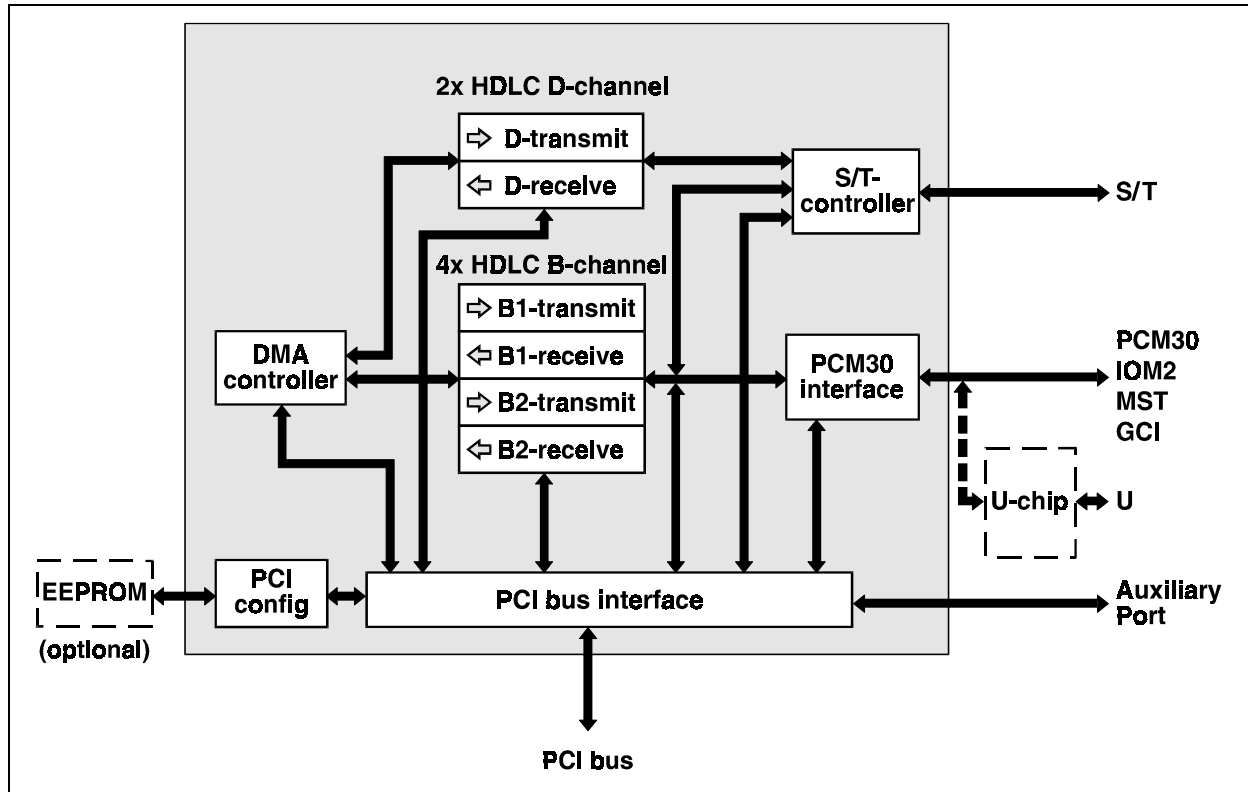 2x HDLC D-channel
D-transmit
D-receive
S/T-
controller
S/T
4x HDLC B-channel
B1-transmit
B1-receive
B2-transmit
B2-receive
DMA
controller
PCM30
interface
PCM30
IOM2
MST
GCI
U-chip
U
EEPROM
(optional)
PCI
config
PCI bus interface
Auxiliary
Port
PCI bus